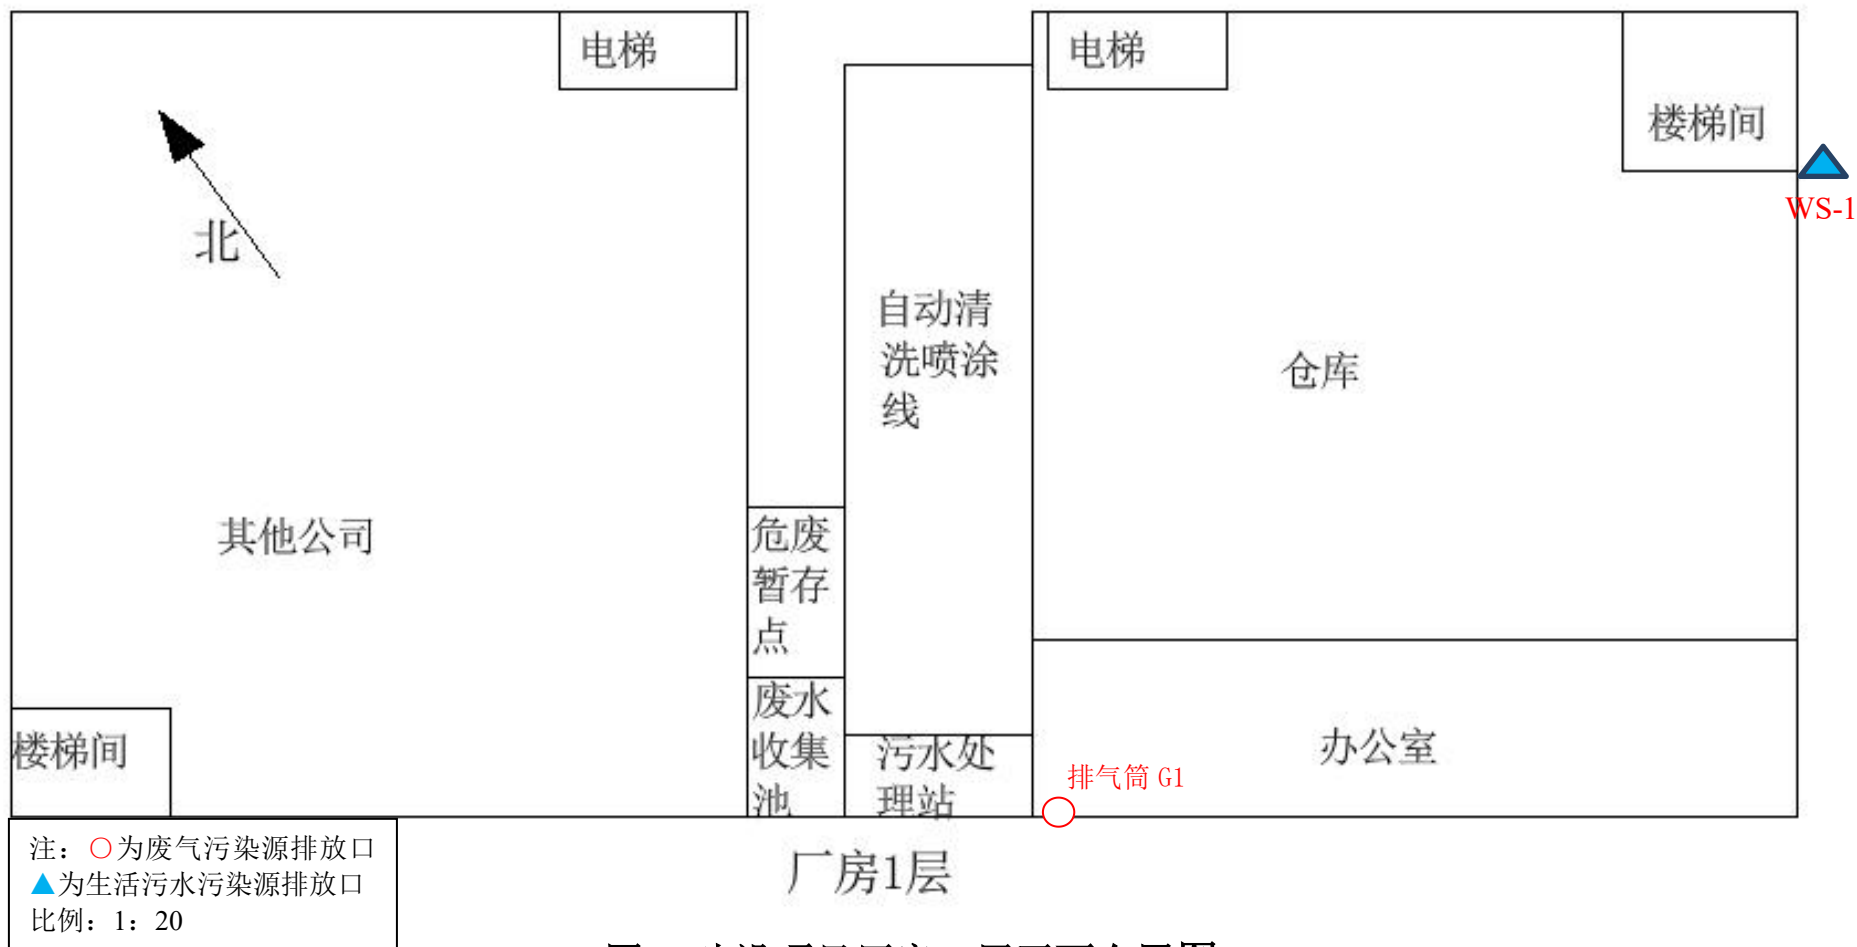 电梯
电梯
楼梯间
WS-1
北
自动清
洗喷涂
线
仓库
其他公司
危废
暂存
点
废水
收集
池
楼梯间
污水处
理站
办公室
排气筒 G1
注：○为废气污染源排放口
▲为生活污水污染源排放口
比例：1：20
厂房1层